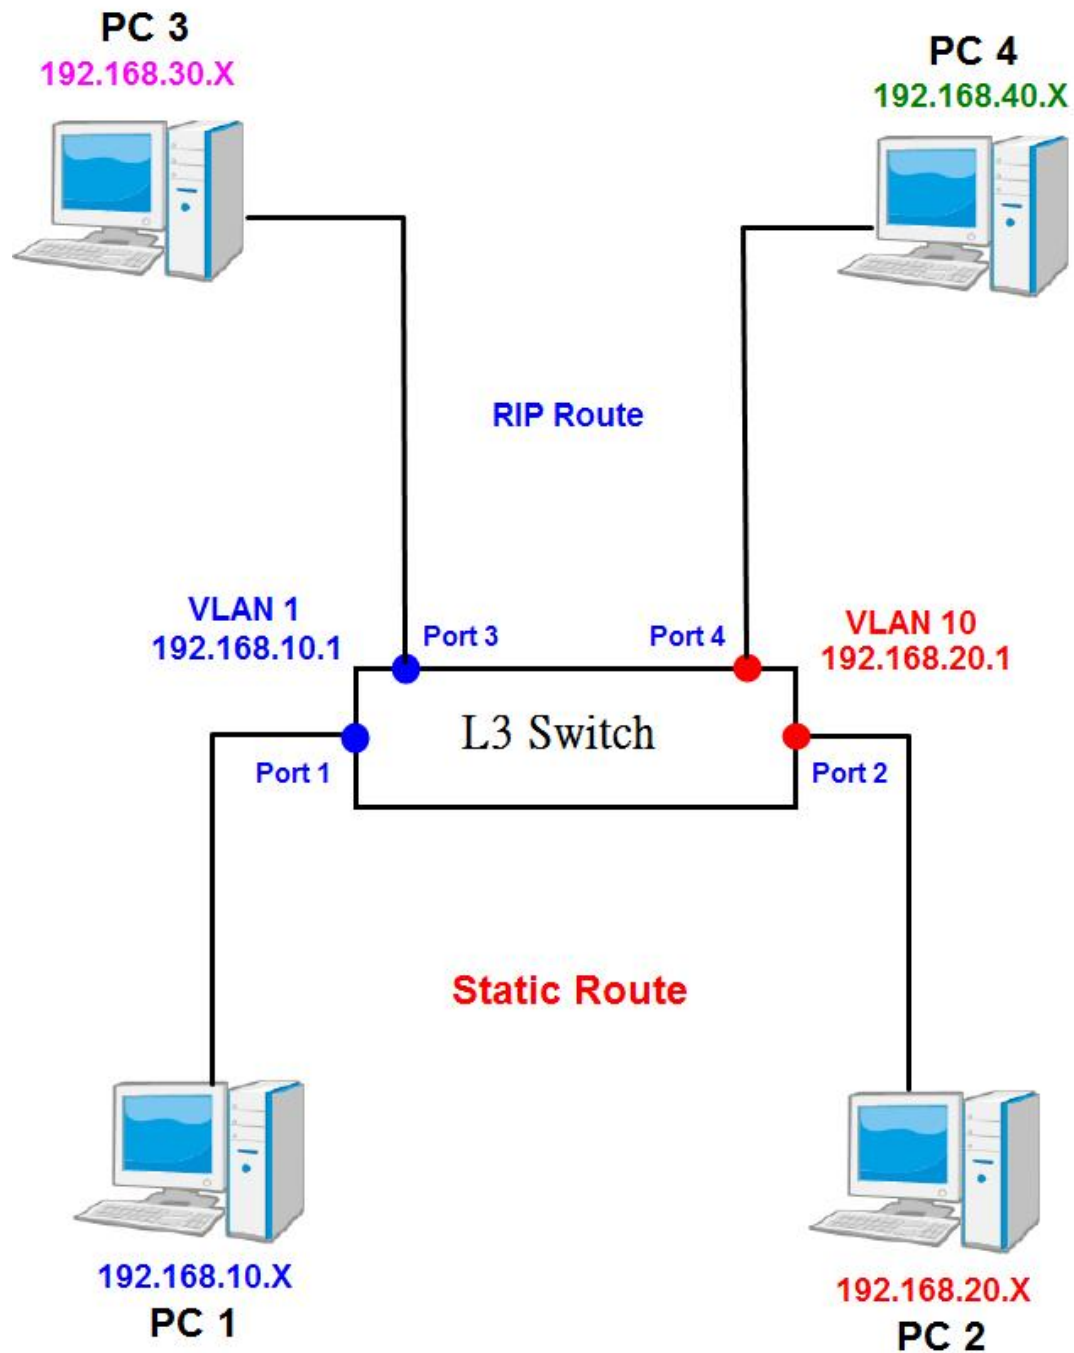 PC 3
192.168.30.X
PC 4
192.168.40.X
RIP Route
VLAN 1
192.168.10.1
Port 3
Port 4
VLAN 10
192.168.20.1
L3 Switch
Port 1
Port 2
Static Route
192.168.10.X
PC 1
192.168.20.X
PC 2